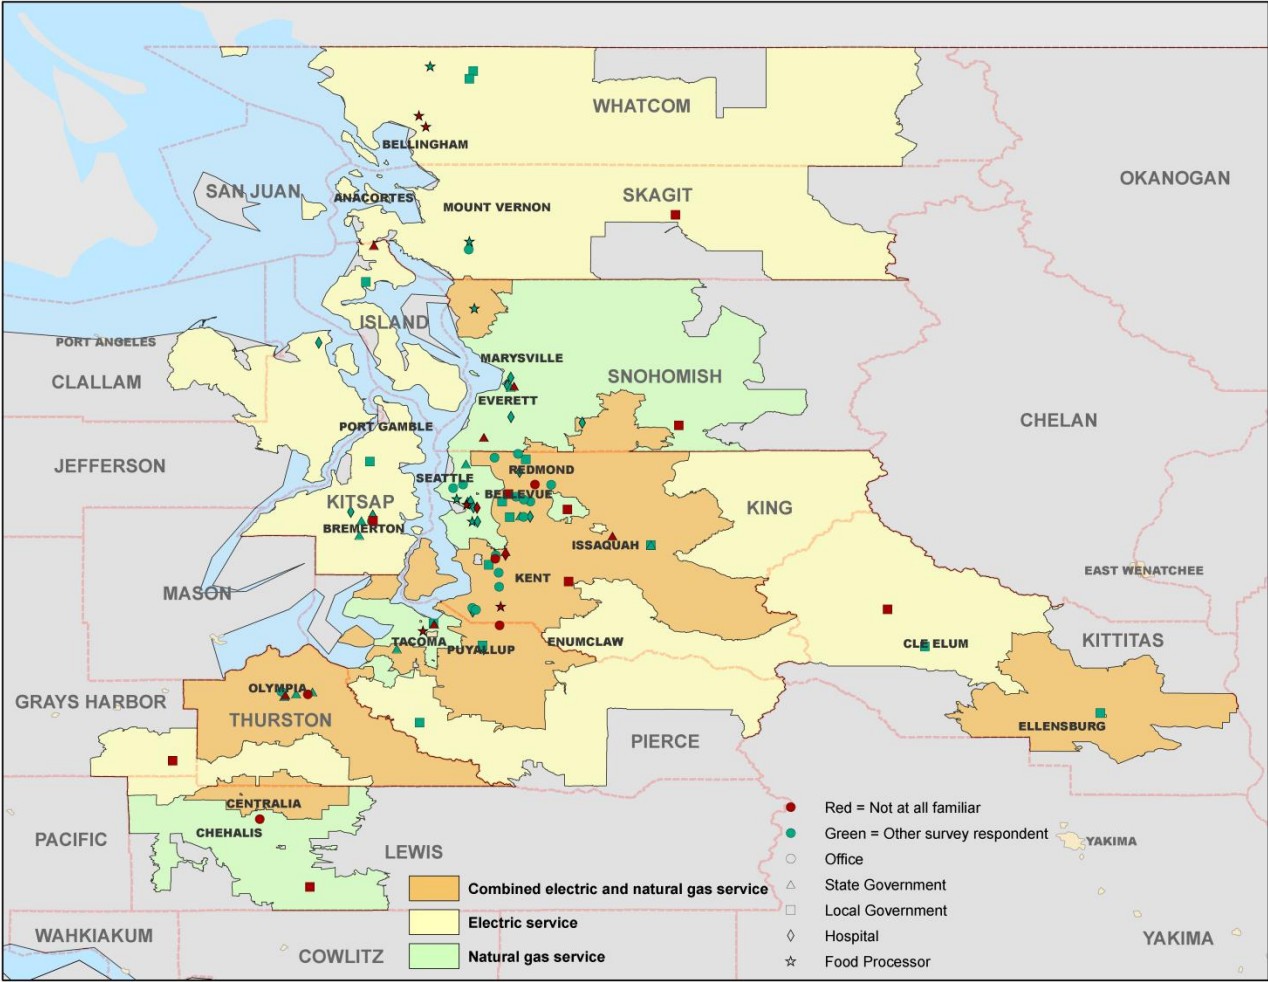 WHATCOM
BELLINGHAM
SAN JUAN
ANACORTES
SKAGIT
MOUNT VERNON
OKANOGAN
ISLAND
PORT ANGELES
CLALLAM
MARYSVILLE
SNOHOMISH
EVERETT
CHELAN
PORT GAMBLE
JEFFERSON
SEATTLE
REDMOND
BELLEVUE
KITSAP
BREMERTON
KING
ISSAQUAH
EAST WENATCHEE
KENT
MASON
TACOMA
PUYALLUP
ENUMCLAW
CLE ELUM
KITTITAS
OLYMPIA
GRAYS HARBOR
THURSTON
ELLENSBURG
PIERCE
CENTRALIA
CHEHALIS
PACIFIC
LEWIS
YAKIMA
WAHKIAKUM
COWLITZ
YAKIMA
Combined electric and natural gas service
Electric service
Natural gas service
Red = Not at all familiar
Green = Other survey respondent
Office
State Government
Local Government
Hospital
Food Processor